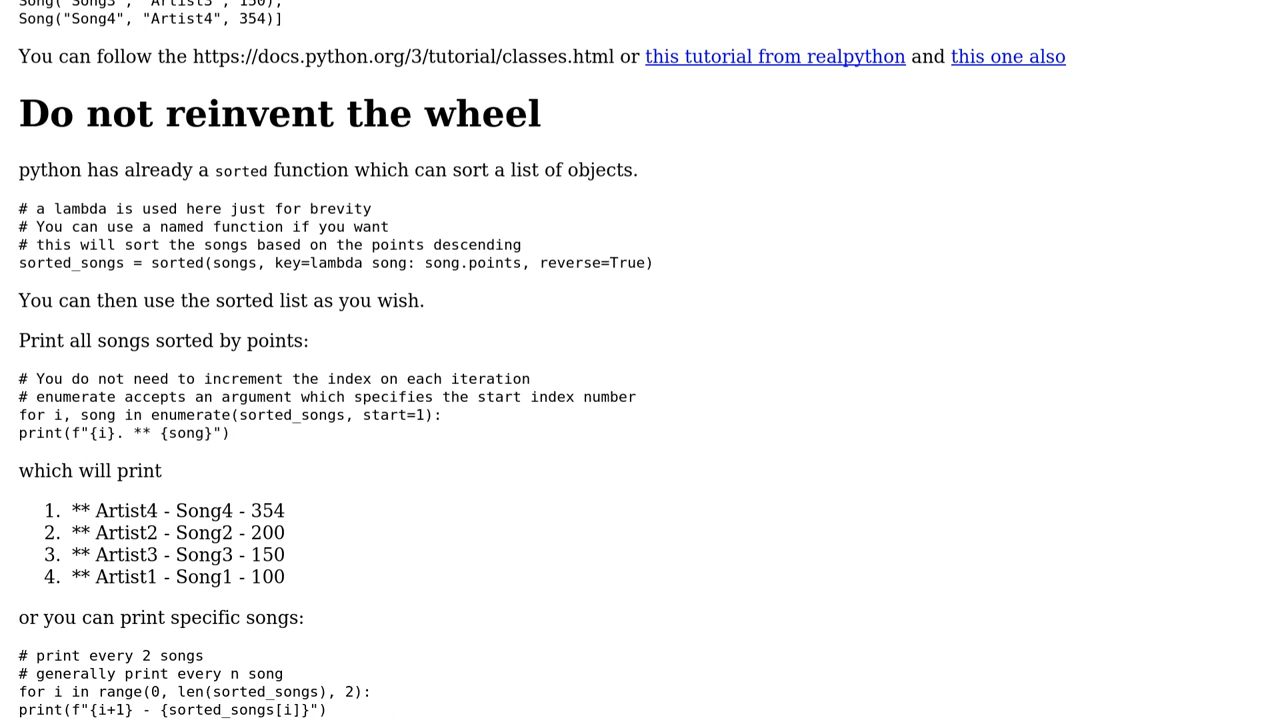 Song("Song3", "Artist3", 150),
Song("Song4", "Artist4", 354)]
You can follow the https://docs.python.org/3/tutorial/classes.html or this tutorial from realpython and this one also
Do not reinvent the wheel
python has already a sorted function which can sort a list of objects.
# a lambda is used here just for brevity
# You can use a named function if you want
# this will sort the songs based on the points descending
sorted_songs = sorted(songs, key=lambda song: song.points, reverse=True)
You can then use the sorted list as you wish.
Print all songs sorted by points:
# You do not need to increment the index on each iteration
# enumerate accepts an argument which specifies the start index number
for i, song in enumerate(sorted_songs, start=1):
print(f"{i}. ** {song}")
which will print
1. ** Artist4 - Song4 - 354
2. ** Artist2 - Song2 - 200
3. ** Artist3 - Song3 - 150
4. ** Artist1 - Song1 - 100
or you can print specific songs:
# print every 2 songs
# generally print every n song
for i in range(0, len(sorted_songs), 2):
print(f"{i+1} - {sorted_songs[i]}")